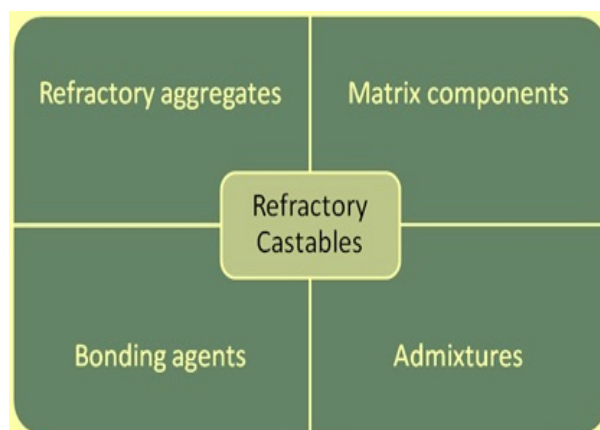 Refractory aggregates
Matrix components
Refractory
Castables
Bonding agents
Admixtures